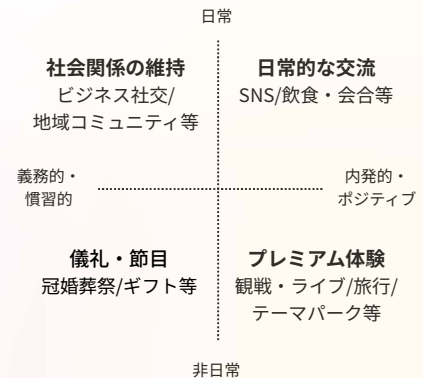 日常
社会関係の維持
ビジネス社交/
地域コミュニティ等
日常的な交流
SNS/飲食・会合等
義務的・
慣習的
内発的・
ポジティブ
儀礼・節目
冠婚葬祭/ギフト等
プレミアム体験
観戦・ライブ/旅行/
テーマパーク等
非日常